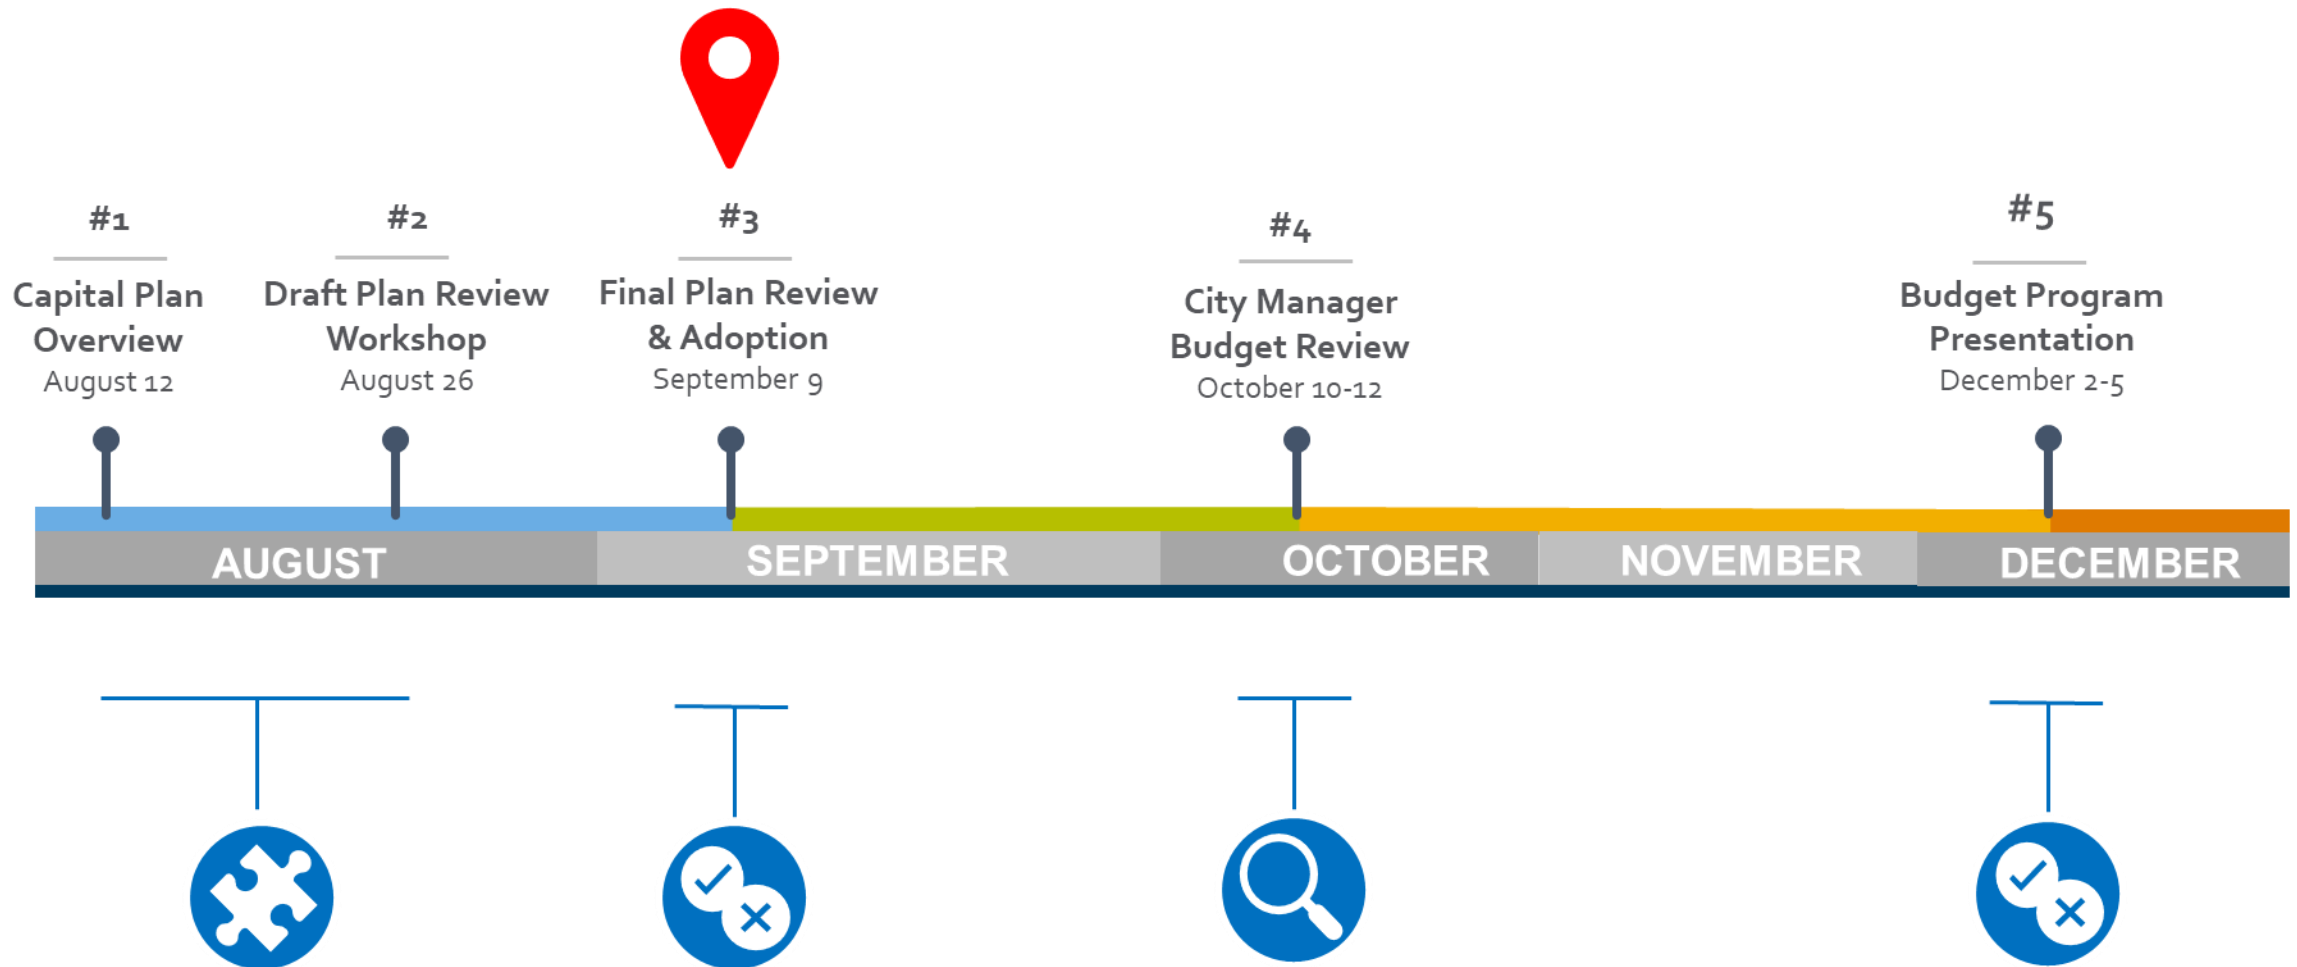 #1
Capital Plan
Overview
August 12
#2
Draft Plan Review
Workshop
August 26
#3
Final Plan Review
& Adoption
September 9
#4
City Manager
Budget Review
October 10-12
#5
Budget Program
Presentation
December 2-5
AUGUST
SEPTEMBER
OCTOBER
NOVEMBER
DECEMBER